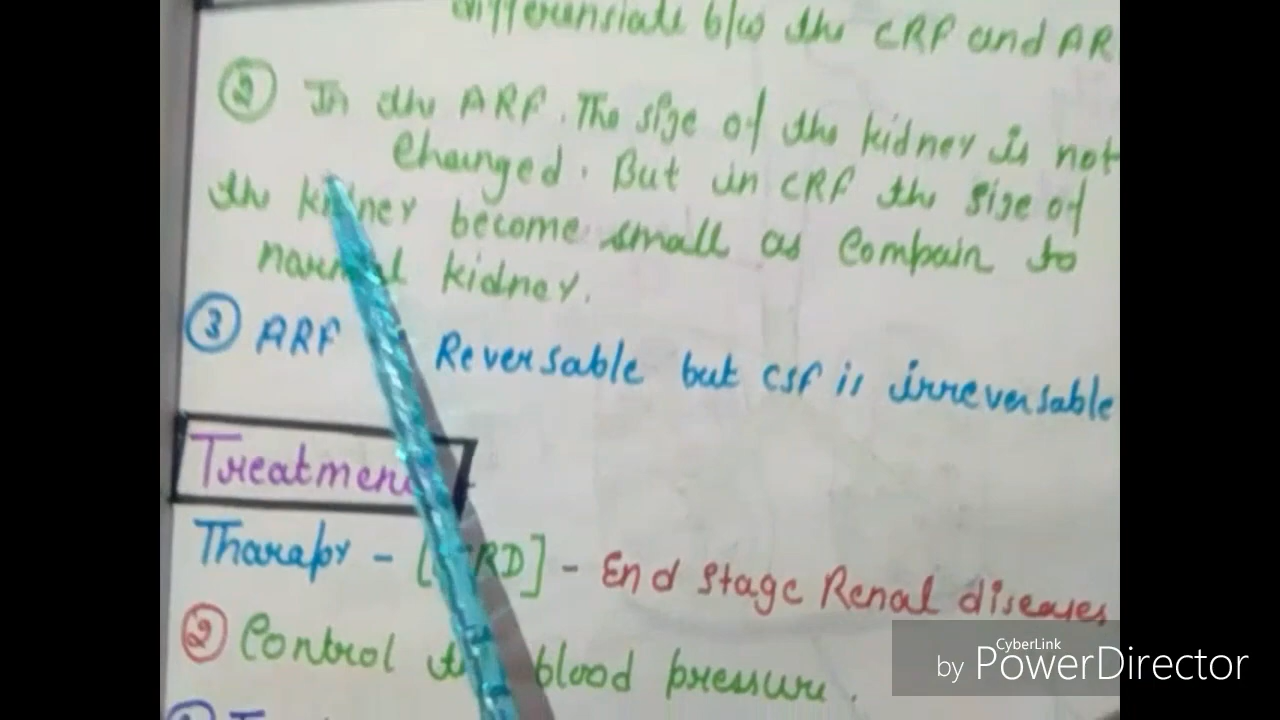 differensiate b/w the CRF and AR
② In the ARF. The size of the kidney is not
Changed. But in CRF the size of
the kidney become small as Compain to
normal kidney.
③ ARF Reversable but CSF is irreversable
Treatment
Tharapy - [ RD] - End Stage Renal diseases
② Control the blood pressure.
CyberLink
by PowerDirector